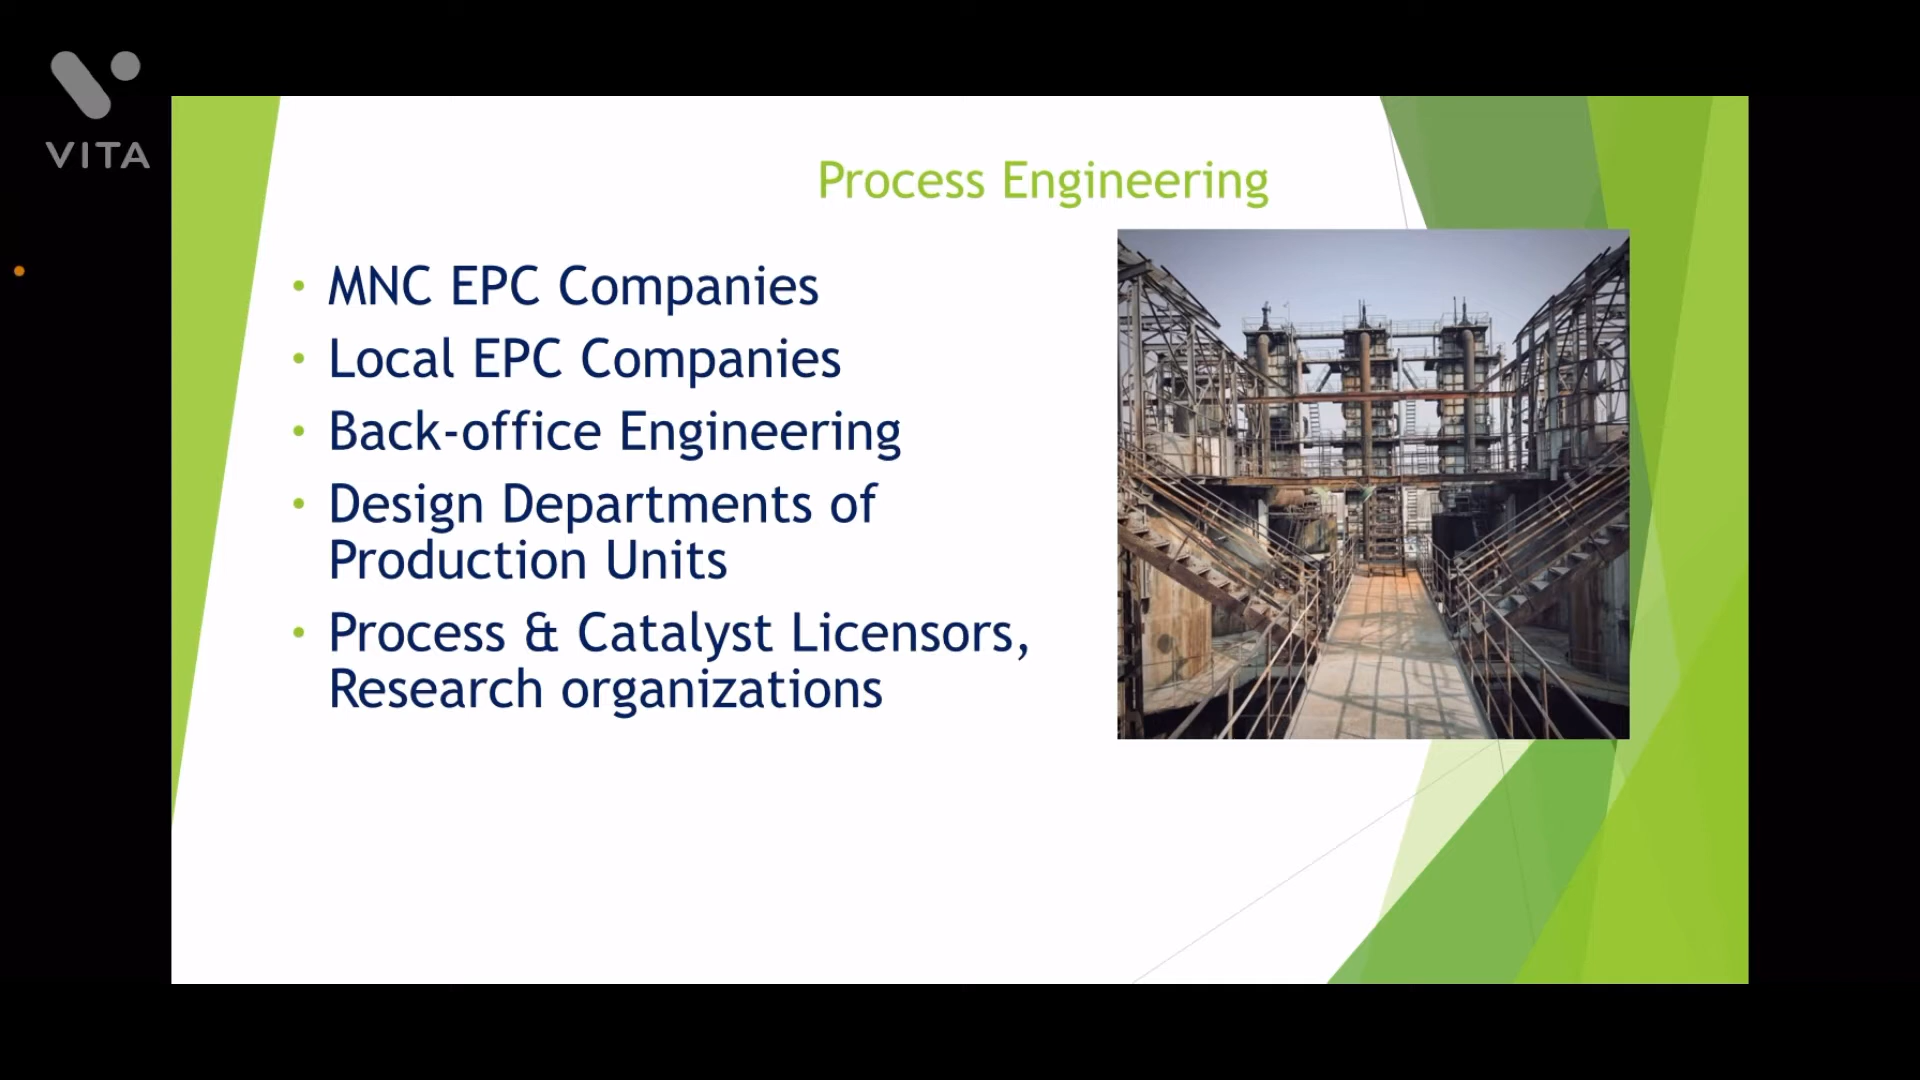 VITA
Process Engineering
• MNC EPC Companies
• Local EPC Companies
• Back-office Engineering
• Design Departments of
Production Units
• Process & Catalyst Licensors,
Research organizations